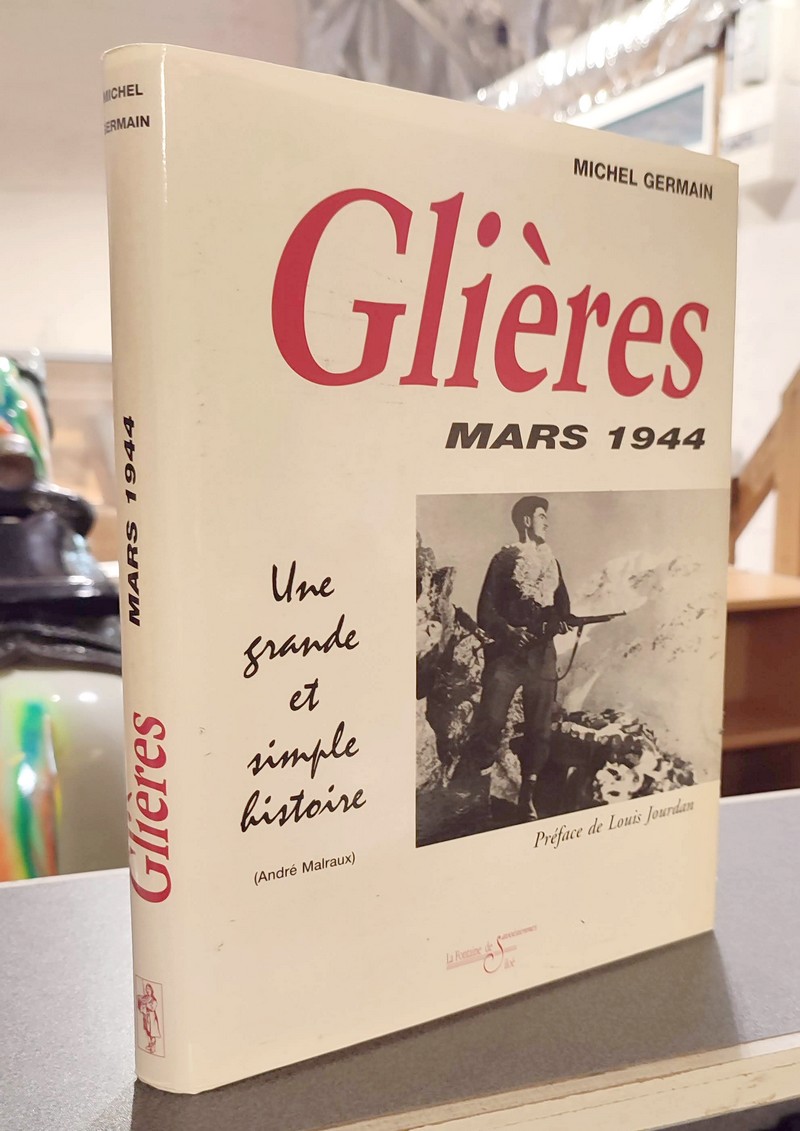 MICHEL
GERMAIN
MARS 1944
Glières
MICHEL GERMAIN
Glières
MARS 1944
Une
grande
et
simple
histoire
(André Malraux)
Préface de Louis Jourdan
La Fontaine de Siloé